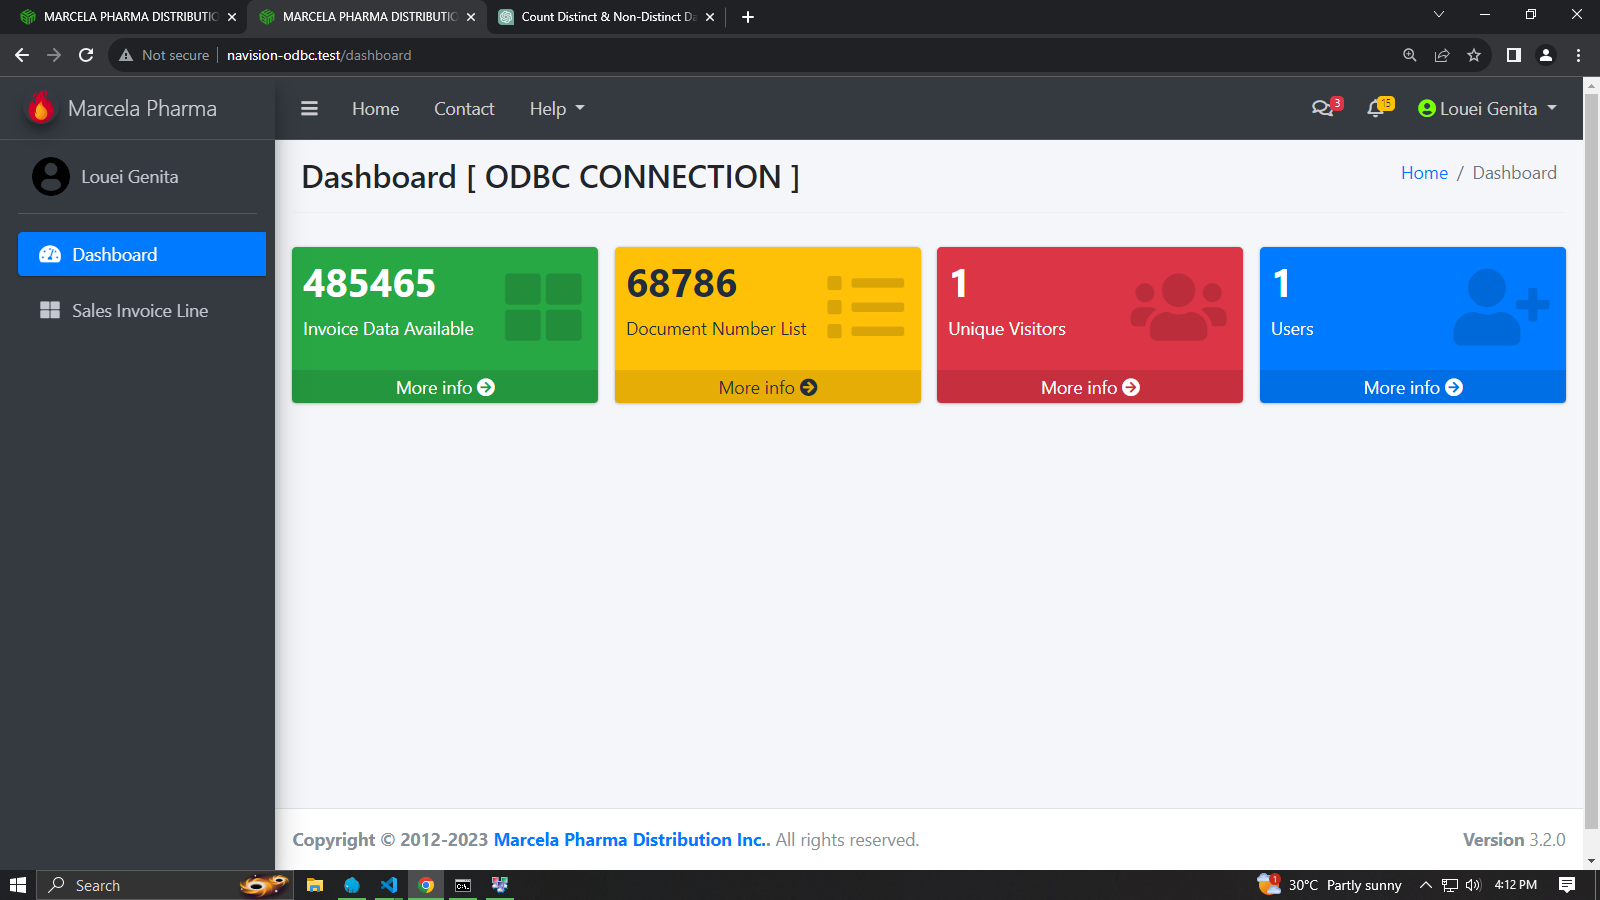 MARCELA PHARMA DISTRIBUTIO
MARCELA PHARMA DISTRIBUTIO
Count Distinct & Non-Distinct Da
Not secure
navision-odbc.test/dashboard
Marcela Pharma
Home
Contact
Help
3
15
Louei Genita
Louei Genita
Dashboard
Sales Invoice Line
Dashboard [ ODBC CONNECTION ]
Home / Dashboard
485465
Invoice Data Available
More info
68786
Document Number List
More info
1
Unique Visitors
More info
1
Users
More info
Copyright © 2012-2023 Marcela Pharma Distribution Inc.. All rights reserved.
Version 3.2.0
Search
1
30°C Partly sunny
4:12 PM